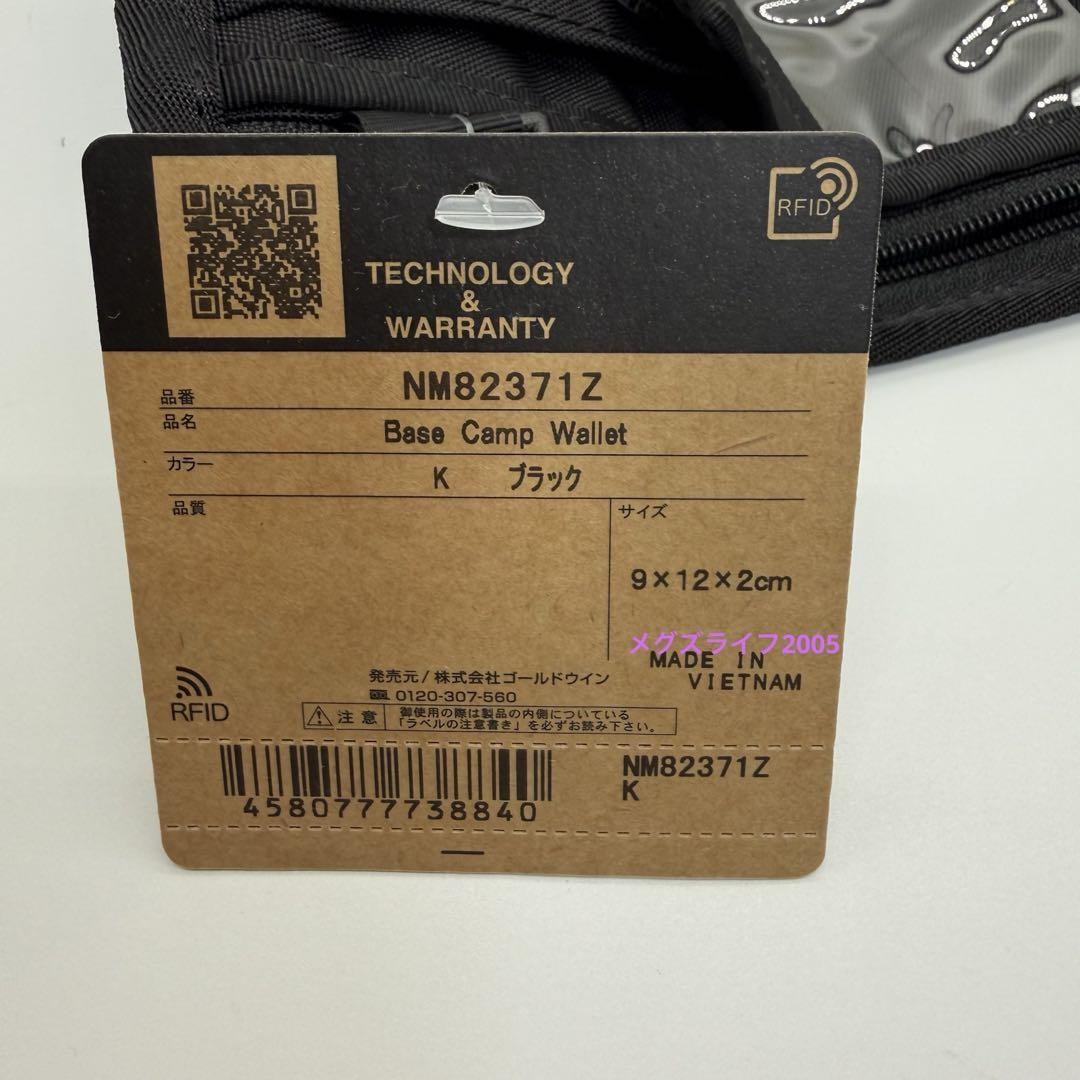 RFID
TECHNOLOGY
&
WARRANTY
品番 NM82371Z
品名 Base Camp Wallet
カラー K ブラック
品質
サイズ
9×12×2cm
メグズライフ2005
MADE IN
VIETNAM
発売元/株式会社ゴールドウイン
0120-307-560
RFID
注意
御使用の際は製品の内側についている
「ラベルの注意書き」を必ずお読み下さい。
4580777738840
NM82371Z
K